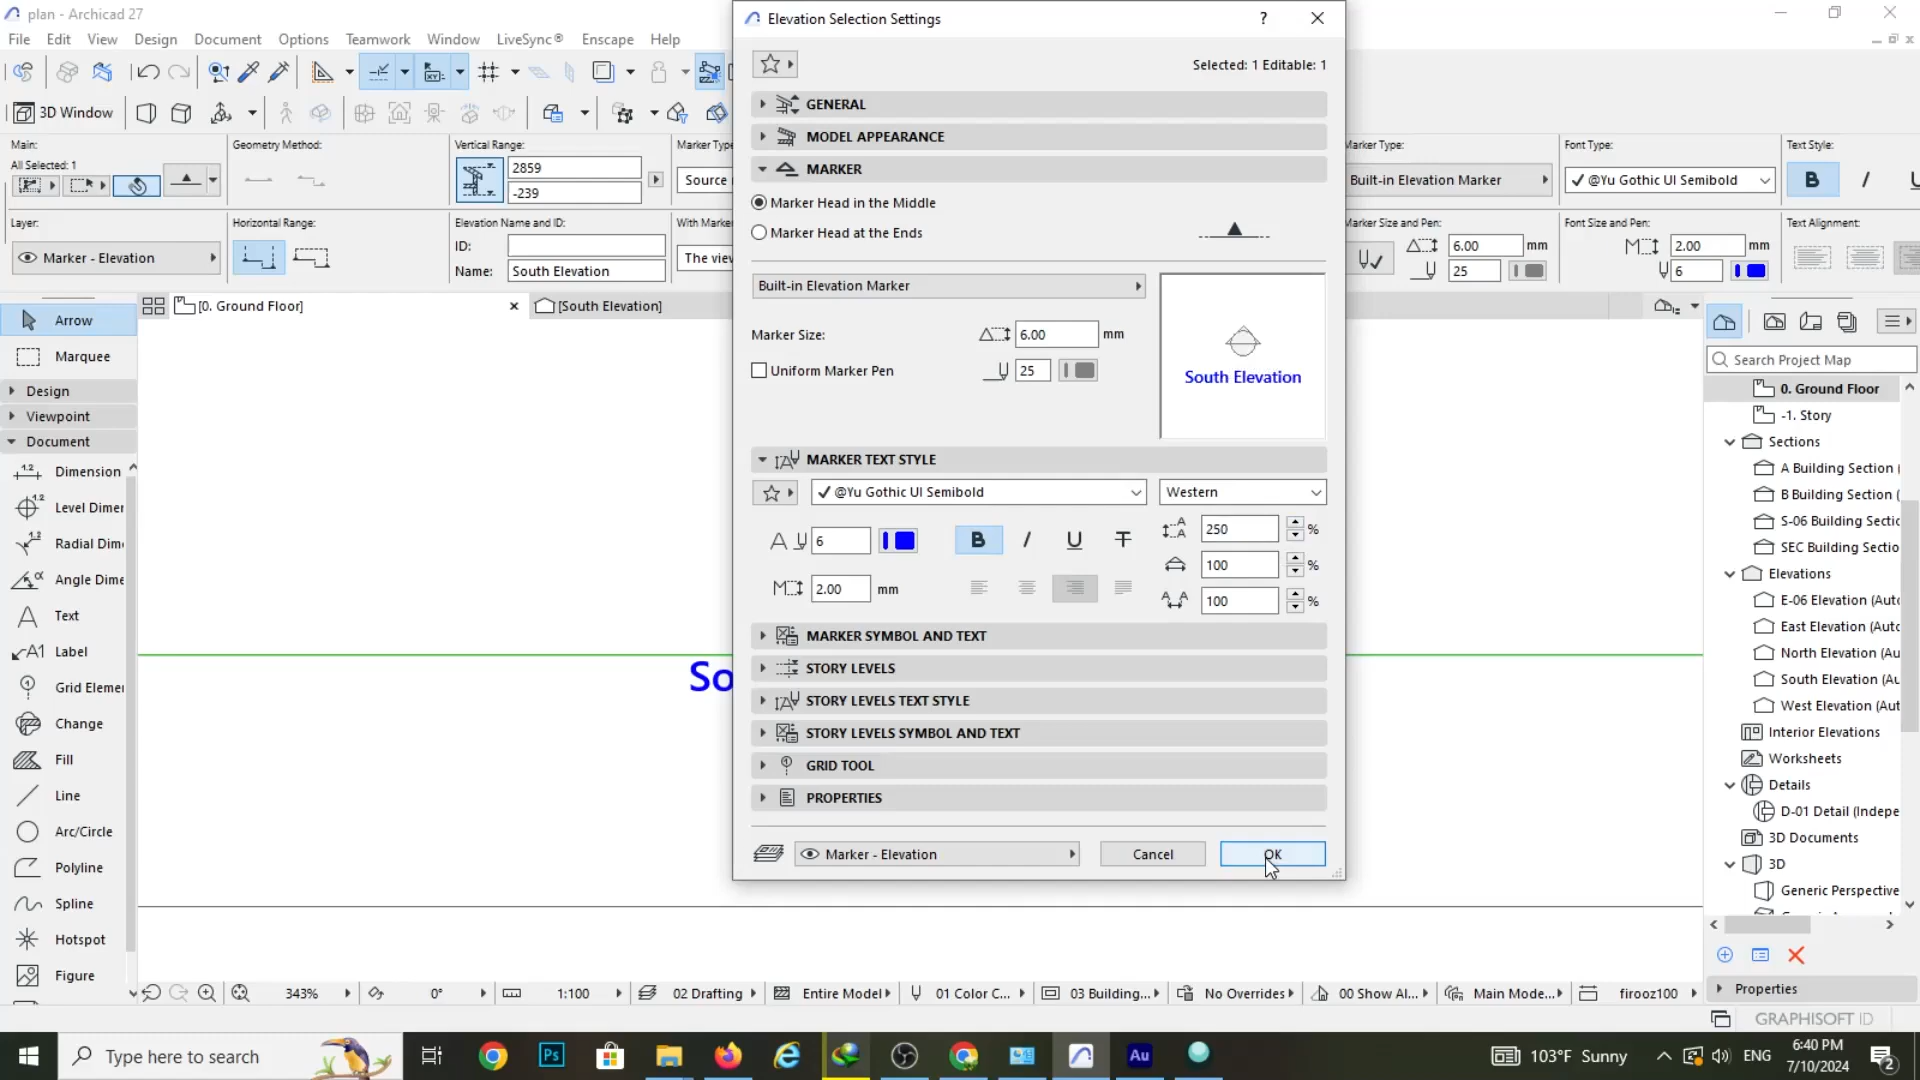 plan - Archicad 27
File Edit View Design Document Options Teamwork Window LiveSync® Enscape Help
3D Window
Main:
All Selected: 1
Geometry Method:
Vertical Range:
2859
-239
Marker Type:
Source
Layer:
Marker - Elevation
Horizontal Range:
Elevation Name and ID:
ID:
Name: South Elevation
With Marke
The view
Elevation Selection Settings
?
Selected: 1 Editable: 1
GENERAL
MODEL APPEARANCE
MARKER
Marker Head in the Middle
Marker Head at the Ends
Built-in Elevation Marker
Marker Size: 6.00 mm
Uniform Marker Pen 25
South Elevation
MARKER TEXT STYLE
@Yu Gothic UI Semibold
Western
6
B I U T
2.00 mm
250 %
100 %
100 %
MARKER SYMBOL AND TEXT
STORY LEVELS
STORY LEVELS TEXT STYLE
STORY LEVELS SYMBOL AND TEXT
GRID TOOL
PROPERTIES
Marker - Elevation
Cancel
OK
Marker Type:
Built-in Elevation Marker
Font Type:
@Yu Gothic UI Semibold
Text Style:
B I U
Marker Size and Pen:
6.00 mm
25
Font Size and Pen:
2.00 mm
6
Text Alignment:
[0. Ground Floor]
[South Elevation]
Arrow
Marquee
Design
Viewpoint
Document
Dimension
Level Dimer
Radial Dim
Angle Dime
Text
Label
Grid Elemer
Change
Fill
Line
Arc/Circle
Polyline
Spline
Hotspot
Figure
So
Search Project Map
0. Ground Floor
-1. Story
Sections
A Building Section (
B Building Section (
S-06 Building Sectic
SEC Building Sectio
Elevations
E-06 Elevation (Auto
East Elevation (Auto
North Elevation (Au
South Elevation (Au
West Elevation (Aut
Interior Elevations
Worksheets
Details
D-01 Detail (Indepe
3D Documents
3D
Generic Perspective
Properties
343%
0°
1:100
02 Drafting
Entire Model
01 Color C...
03 Building...
No Overrides
00 Show Al...
Main Mode...
firooz100
GRAPHISOFT ID
Type here to search
Ps
Au
103°F Sunny
ENG
6:40 PM
7/10/2024
2